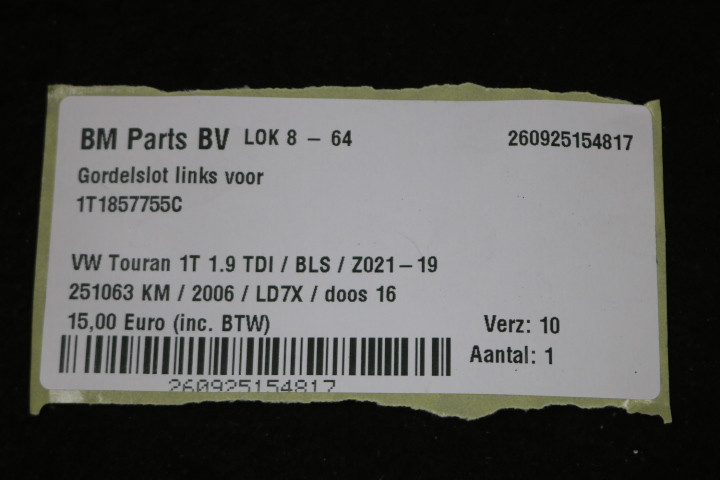 BM Parts BV LOK 8 - 64 260925154817
Gordelslot links voor
1T1857755C
VW Touran 1T 1.9 TDI / BLS / Z021-19
251063 KM / 2006 / LD7X / doos 16
15,00 Euro (inc. BTW) Verz: 10
Aantal: 1
260925154817